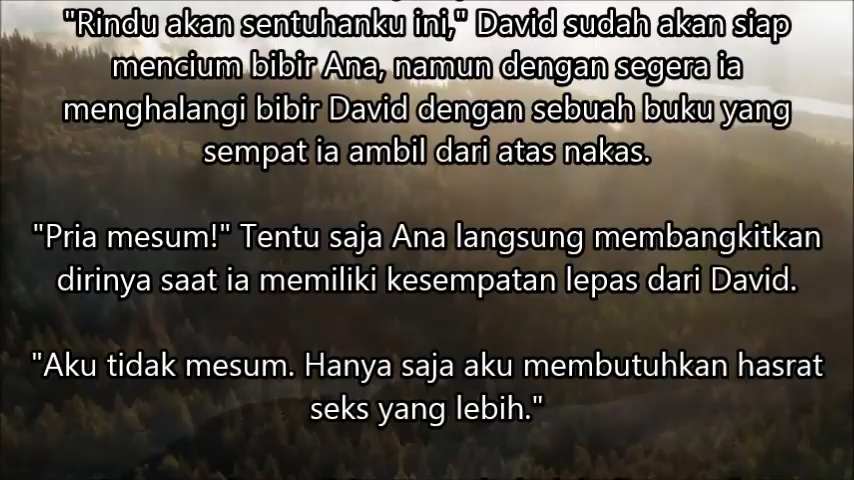 "Rindu akan sentuhanku ini," David sudah akan siap
mencium bibir Ana, namun dengan segera ia
menghalangi bibir David dengan sebuah buku yang
sempat ia ambil dari atas nakas.
"Pria mesum!" Tentu saja Ana langsung membangkitkan
dirinya saat ia memiliki kesempatan lepas dari David.
"Aku tidak mesum. Hanya saja aku membutuhkan hasrat
seks yang lebih."